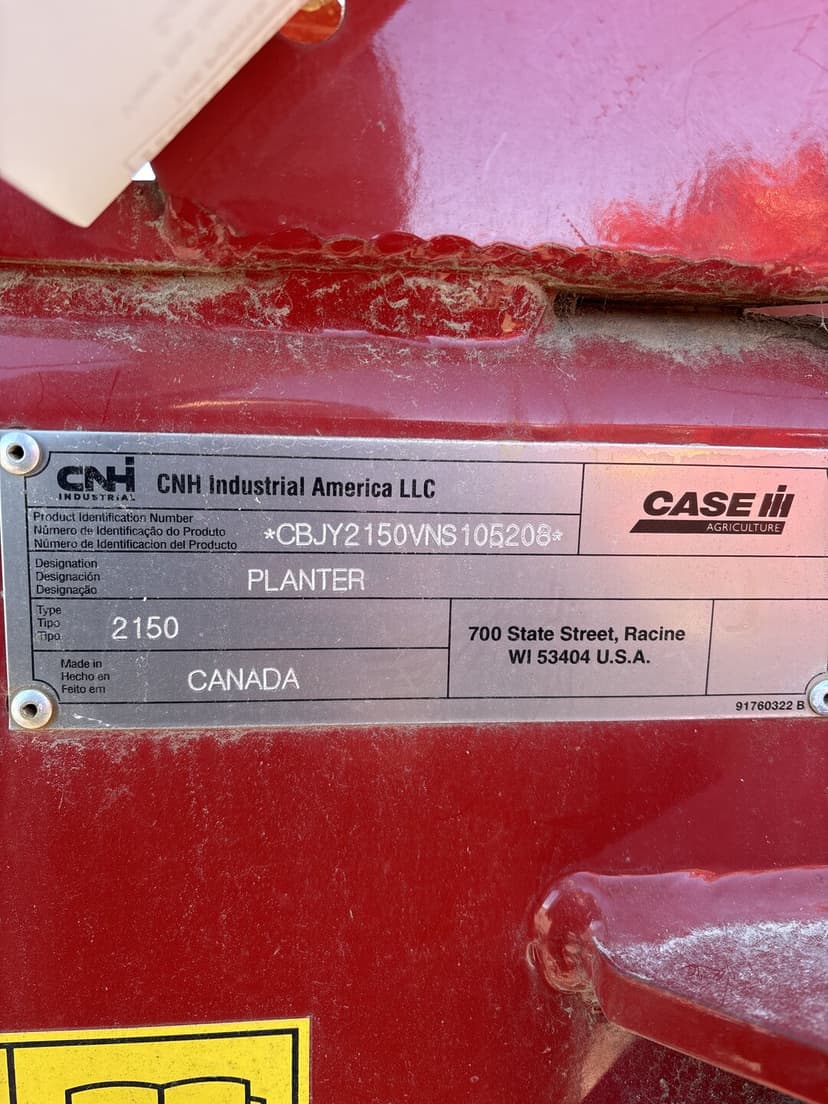 CNH
INDUSTRIAL
CNH Industrial America LLC
CASE IH
AGRICULTURE
Product Identification Number
Número de Identificação do Produto
Número de Identificacion del Producto
*CBJY2150VNS105208*
Designation
Designación
Designação
PLANTER
Type
Tipo
Tipo
2150
700 State Street, Racine
WI 53404 U.S.A.
Made in
Hecho en
Feito em
CANADA
91760322 B